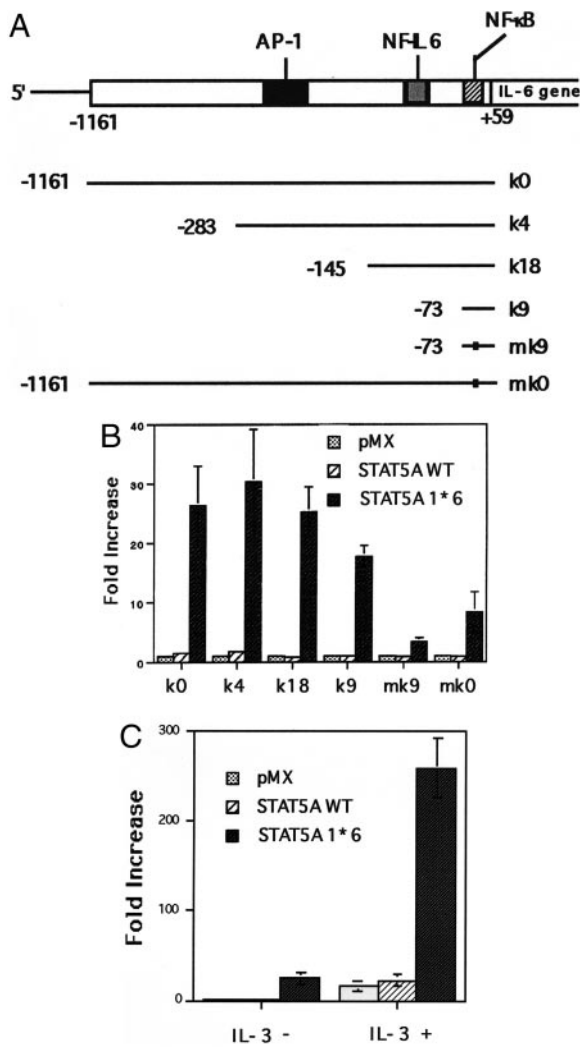 A
AP-1
NF-IL6
NF-κB
5'
IL-6 gene
-1161
+59
-1161
k0
-283
k4
-145
k18
-73
k9
-73
mk9
-1161
mk0
B
Fold Increase
40
30
20
10
0
pMX
STAT5A WT
STAT5A 1*6
k0
k4
k18
k9
mk9
mk0
C
Fold Increase
300
200
100
0
pMX
STAT5A WT
STAT5A 1*6
IL-3 -
IL-3 +